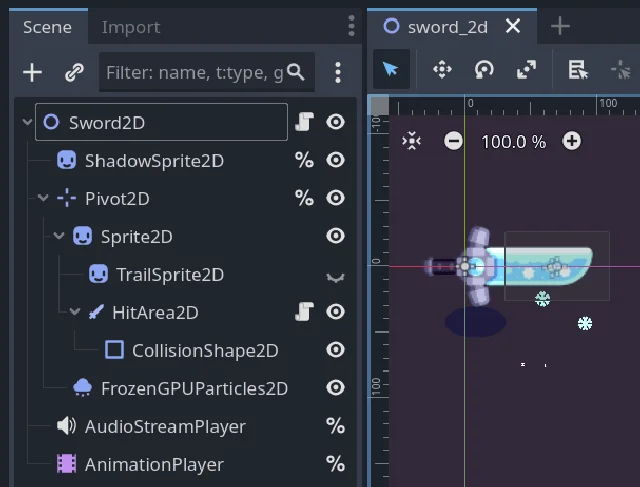 Scene Import
Filter: name, t:type, g
Sword2D
ShadowSprite2D
Pivot2D
Sprite2D
TrailSprite2D
HitArea2D
CollisionShape2D
FrozenGPUParticles2D
AudioStreamPlayer
AnimationPlayer
sword_2d
0 100
100.0 %
-10
0
100